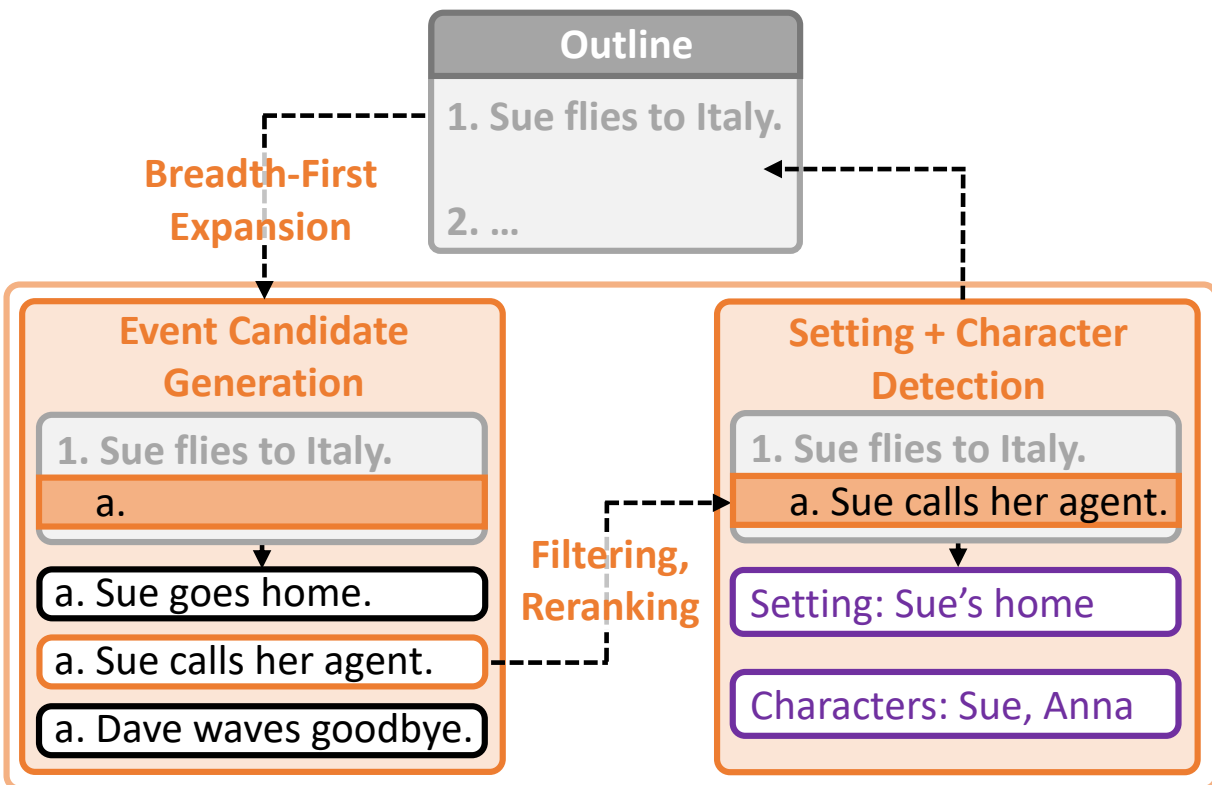 Outline
1. Sue flies to Italy.
2. ...
Breadth-First
Expansion
Event Candidate
Generation
1. Sue flies to Italy.
a.
a. Sue goes home.
a. Sue calls her agent.
a. Dave waves goodbye.
Filtering,
Reranking
Setting + Character
Detection
1. Sue flies to Italy.
a. Sue calls her agent.
Setting: Sue’s home
Characters: Sue, Anna